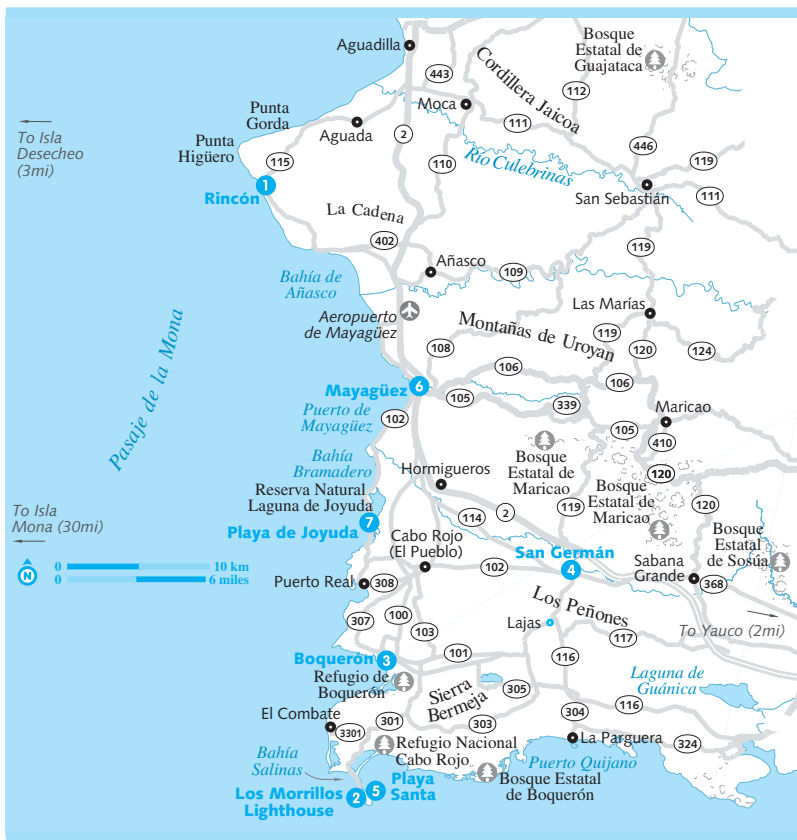 Aguadilla
Bosque
Estatal de
Guajataca
Cordillera Jaicoa
443
112
Moca
Punta
Gorda
Aguada
2
111
To Isla
Desecheo
(3mi)
Punta
Higüero
115
110
446
119
Río Culebrinas
1
Rincón
San Sebastián
111
La Cadena
402
119
Añasco
109
Bahía de
Añasco
Las Marías
Aeropuerto
de Mayagüez
Montañas de Uroyan
119
108
120
124
Pasaje de la Mona
106
106
Mayagüez
6
105
339
Puerto de
Mayagüez
102
Maricao
105
410
Bahía
Bramadero
Bosque
Estatal de
Maricao
Hormigueros
120
Reserva Natural
Laguna de Joyuda
Bosque
Estatal de
Maricao
To Isla
Mona (30mi)
114
2
119
120
7
Playa de Joyuda
Bosque
Estatal
de Sosúa
Cabo Rojo
(El Pueblo)
San Germán
4
102
Sabana
Grande
368
N
0
10 km
0
6 miles
Puerto Real
308
Los Peñones
307
100
103
Lajas
117
To Yauco (2mi)
Boquerón
3
101
116
Refugio de
Boquerón
Sierra
Bermeja
305
Laguna de
Guánica
116
El Combate
3301
301
303
304
Refugio Nacional
Cabo Rojo
La Parguera
324
Bahía
Salinas
Puerto Quijano
Los Morrillos
Lighthouse
2
5
Playa
Santa
Bosque Estatal
de Boquerón